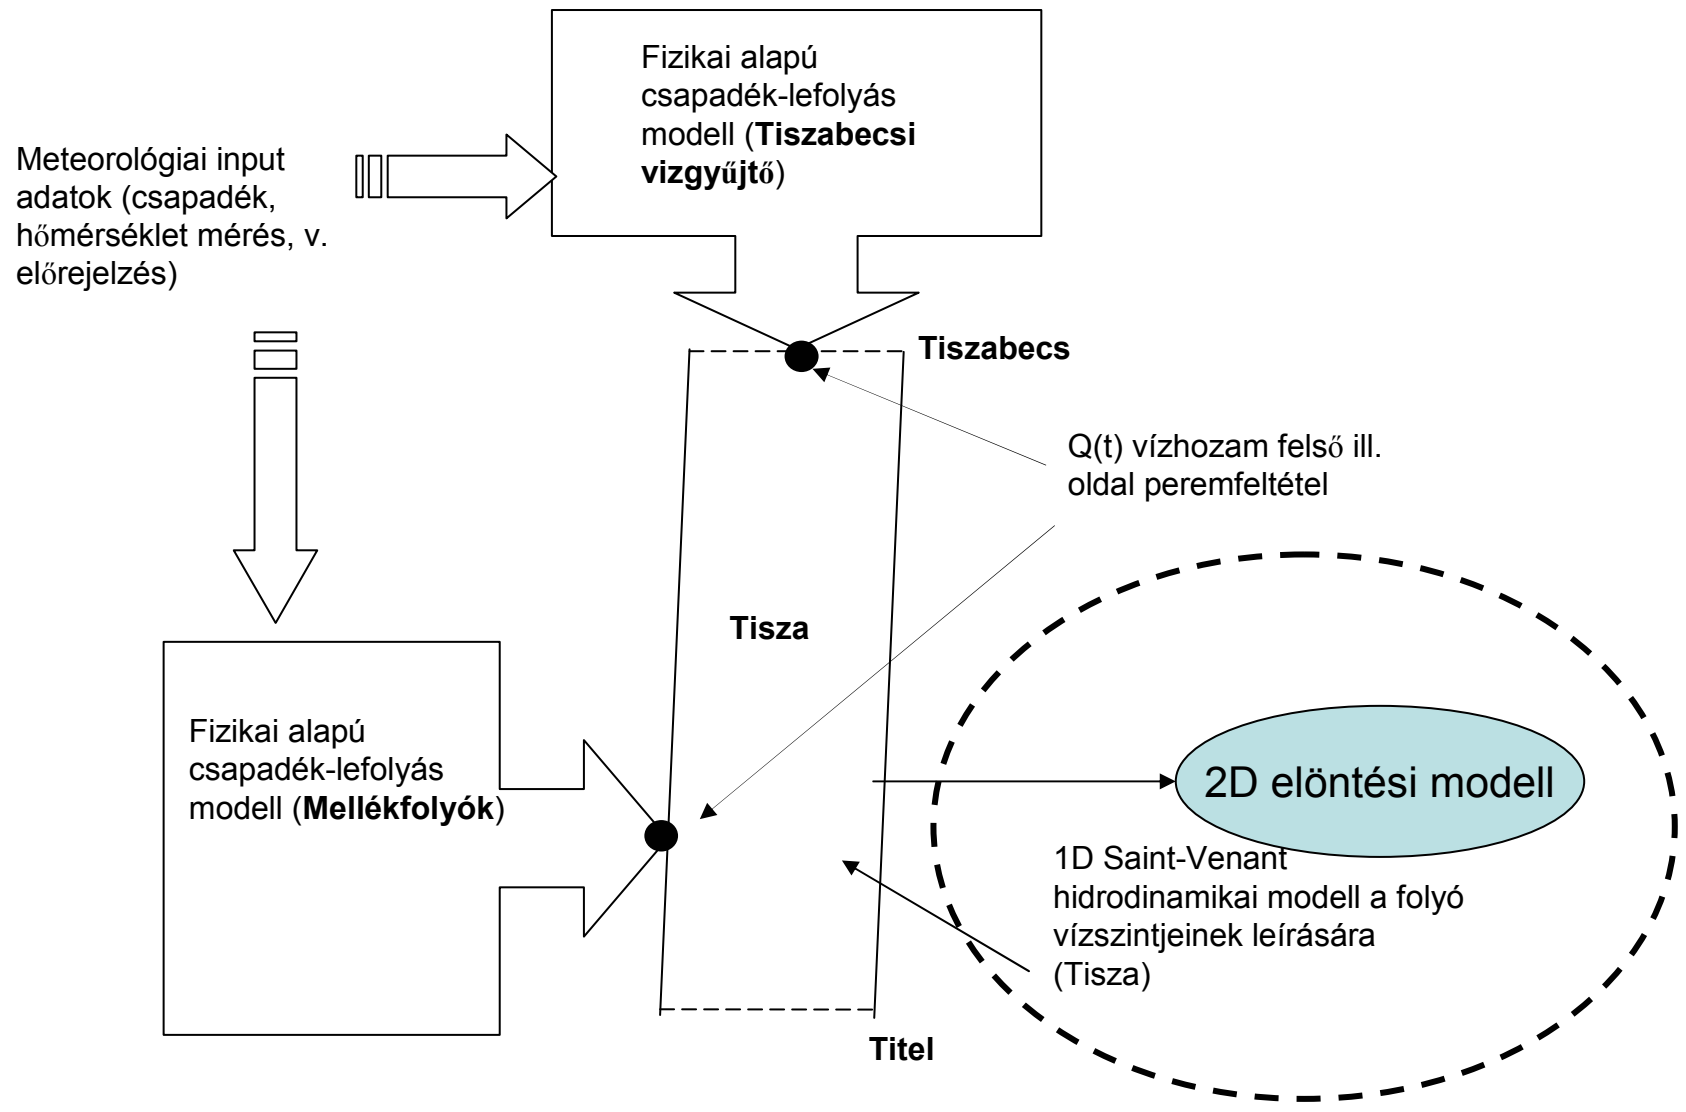 Fizikai alapú
csapadék-lefolyás
modell (Tiszabecsi
vizgyűjtő)
Meteorológiai input
adatok (csapadék,
hőmérséklet mérés, v.
előrejelzés)
Tiszabecs
Q(t) vízhozam felső ill.
oldal peremfeltétel
Tisza
Fizikai alapú
csapadék-lefolyás
modell (Mellékfolyók)
2D elöntési modell
1D Saint-Venant
hidrodinamikai modell a folyó
vízszintjeinek leírására
(Tisza)
Titel